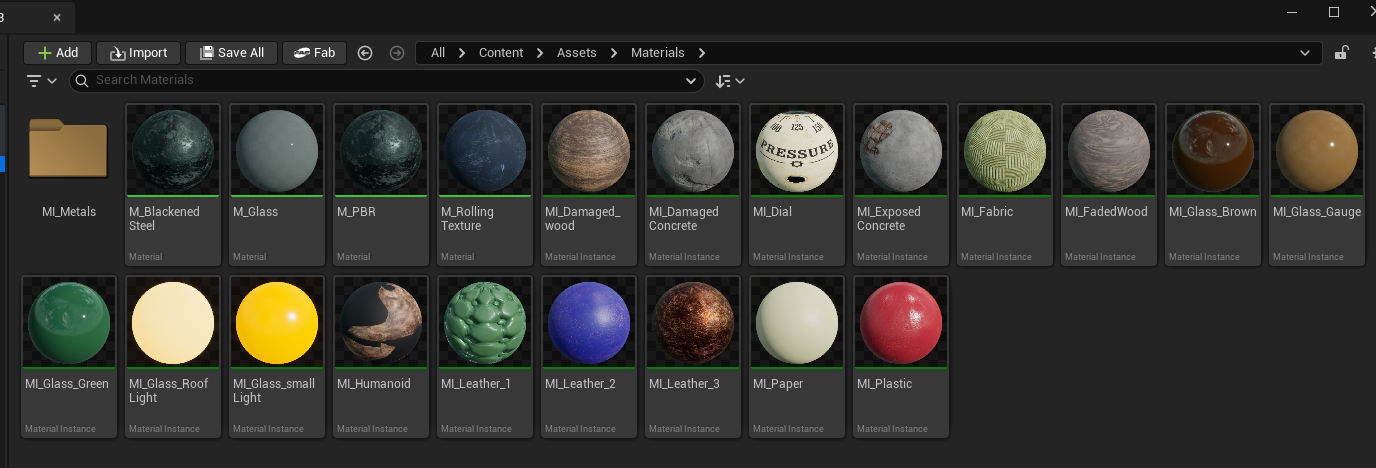 3
Add
Import
Save All
Fab
All
Content
Assets
Materials
Search Materials
MI_Metals
M_Blackened
Steel
Material
M_Glass
Material
M_PBR
Material
M_Rolling
Texture
Material
MI_Damaged_
wood
Material Instance
MI_Damaged
Concrete
Material Instance
100 125 150
PRESSURE
MI_Dial
Material Instance
MI_Exposed
Concrete
Material Instance
MI_Fabric
Material Instance
MI_FadedWood
Material Instance
MI_Glass_Brown
Material Instance
MI_Glass_Gauge
Material Instance
MI_Glass_Green
Material Instance
MI_Glass_Roof
Light
Material Instance
MI_Glass_small
Light
Material Instance
MI_Humanoid
Material Instance
MI_Leather_1
Material Instance
MI_Leather_2
Material Instance
MI_Leather_3
Material Instance
MI_Paper
Material Instance
MI_Plastic
Material Instance